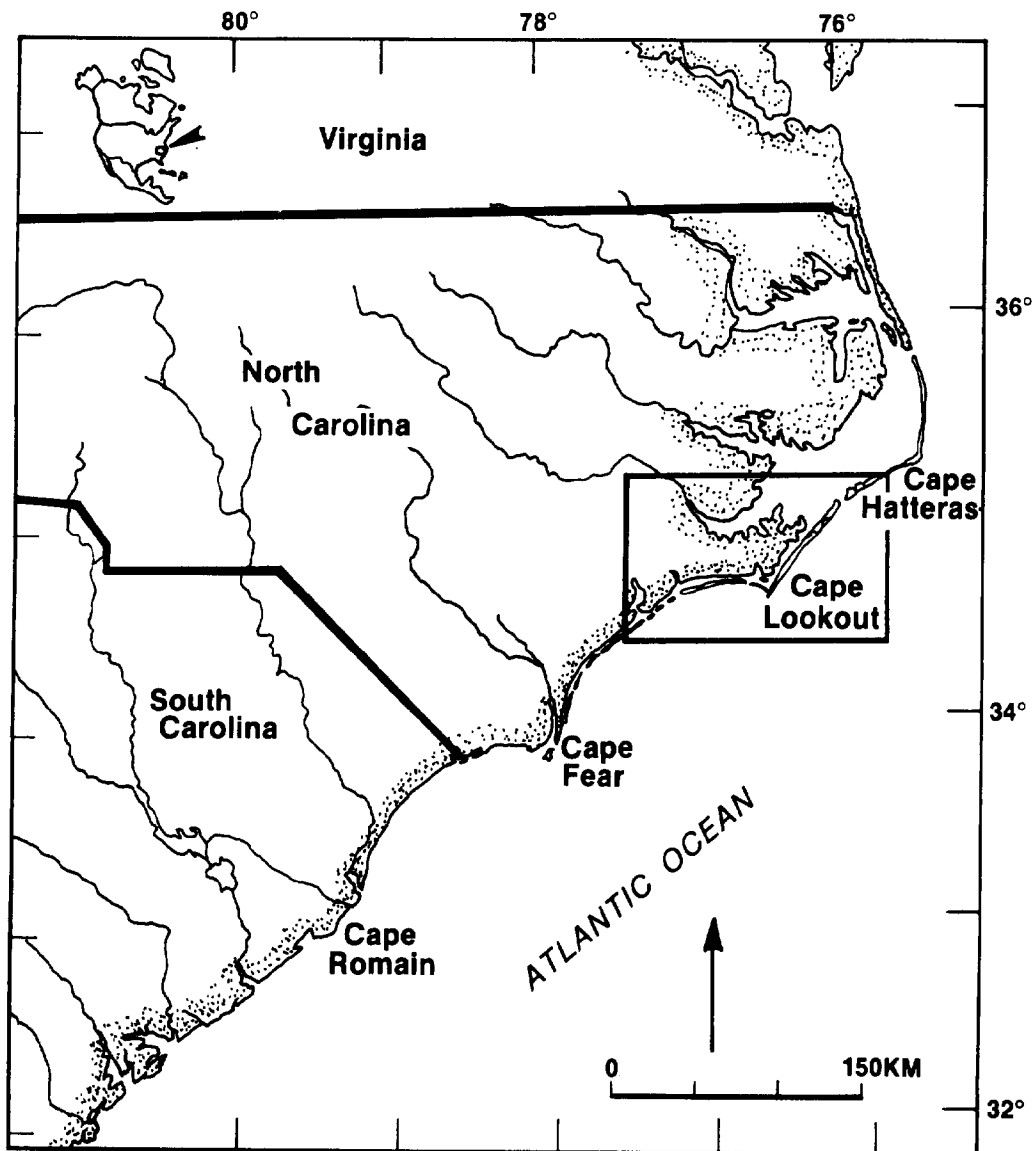 80°
78°
76°
Virginia
36°
North
Carolina
Cape
Hatteras
Cape
Lookout
South
Carolina
34°
Cape
Fear
ATLANTIC OCEAN
Cape
Romain
0
150KM
32°